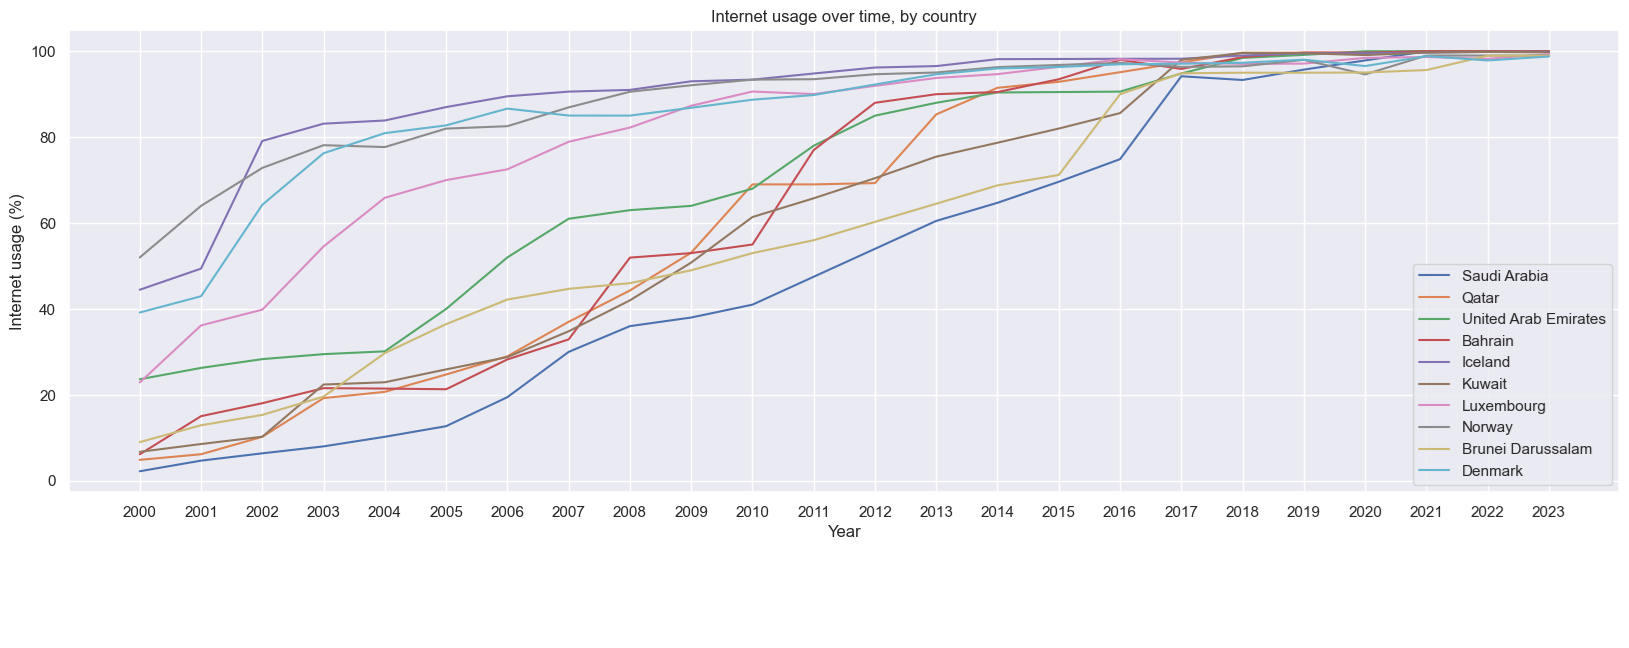 Internet usage over time, by country
Internet usage (%)
100
80
60
40
20
0
Saudi Arabia
Qatar
United Arab Emirates
Bahrain
Iceland
Kuwait
Luxembourg
Norway
Brunei Darussalam
Denmark
2000 2001 2002 2003 2004 2005 2006 2007 2008 2009 2010 2011 2012 2013 2014 2015 2016 2017 2018 2019 2020 2021 2022 2023
Year